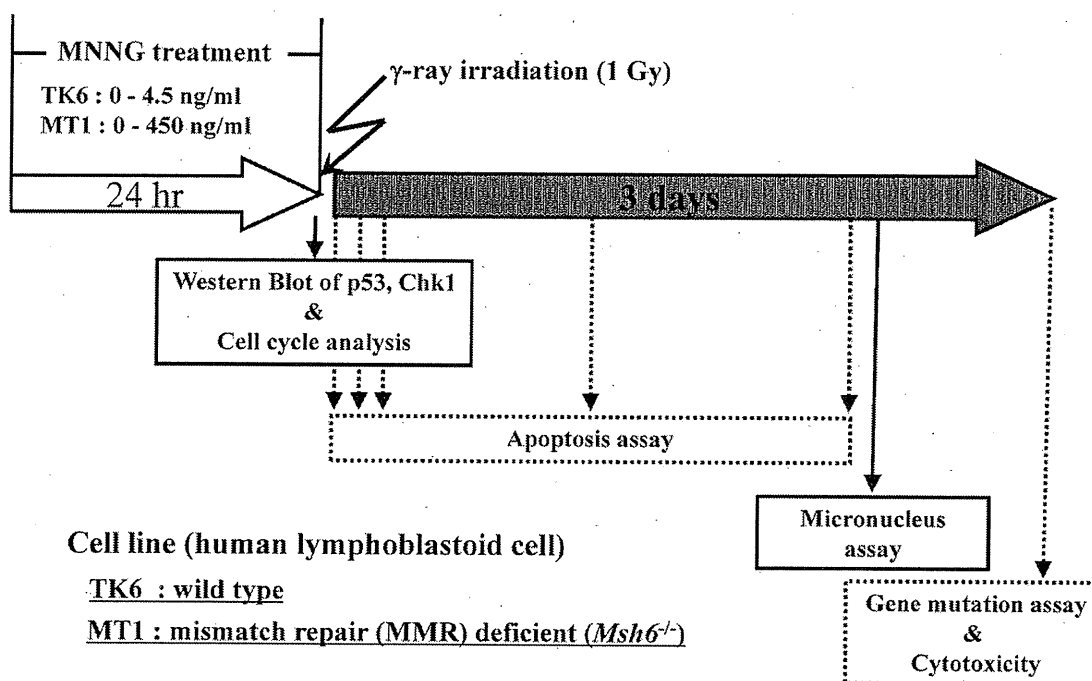 MNNG treatment
TK6 : 0 - 4.5 ng/ml
MT1 : 0 - 450 ng/ml
γ-ray irradiation (1 Gy)
24 hr
3 days
Western Blot of p53, Chk1
&
Cell cycle analysis
Apoptosis assay
Micronucleus
assay
Cell line (human lymphoblastoid cell)
TK6 : wild type
MT1 : mismatch repair (MMR) deficient (Msh6-/-)
Gene mutation assay
&
Cytotoxicity